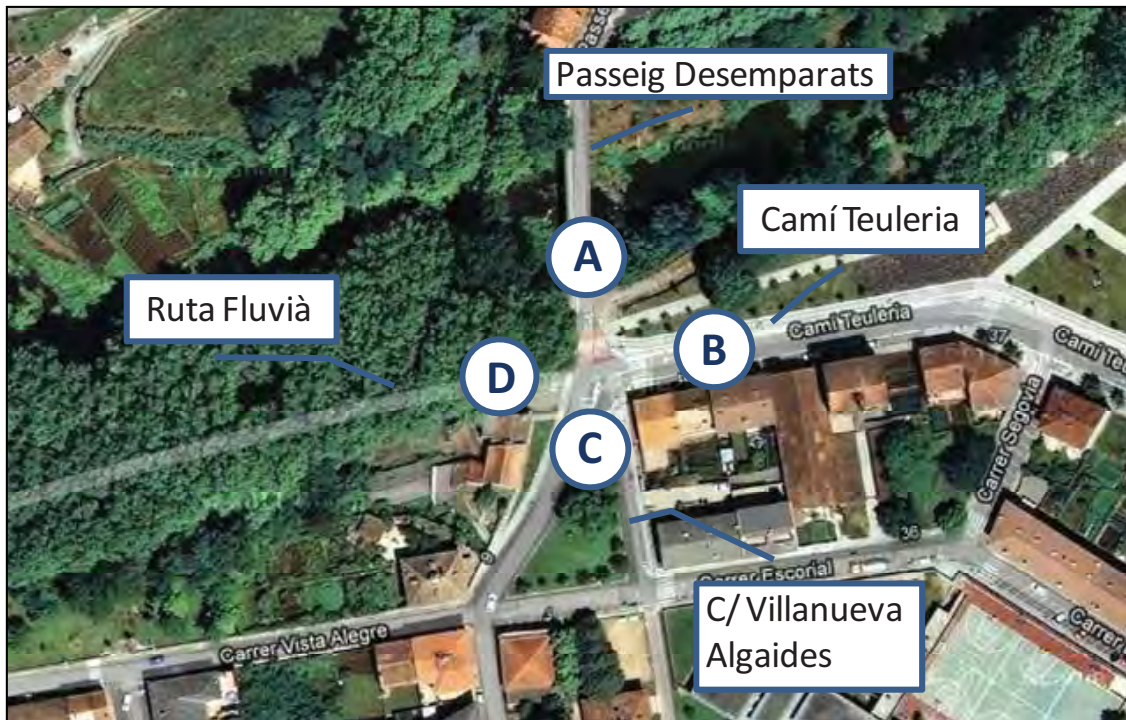 Passe
Passeig Desemparats
Camí Teuleria
A
Ruta Fluvià
Camí Teuleria
B
37
Camí Teu
D
Carrer Segovia
C
36
Carrer Escorial
C/ Villanueva
Algaides
Carrer Vista Alegre
Carrer